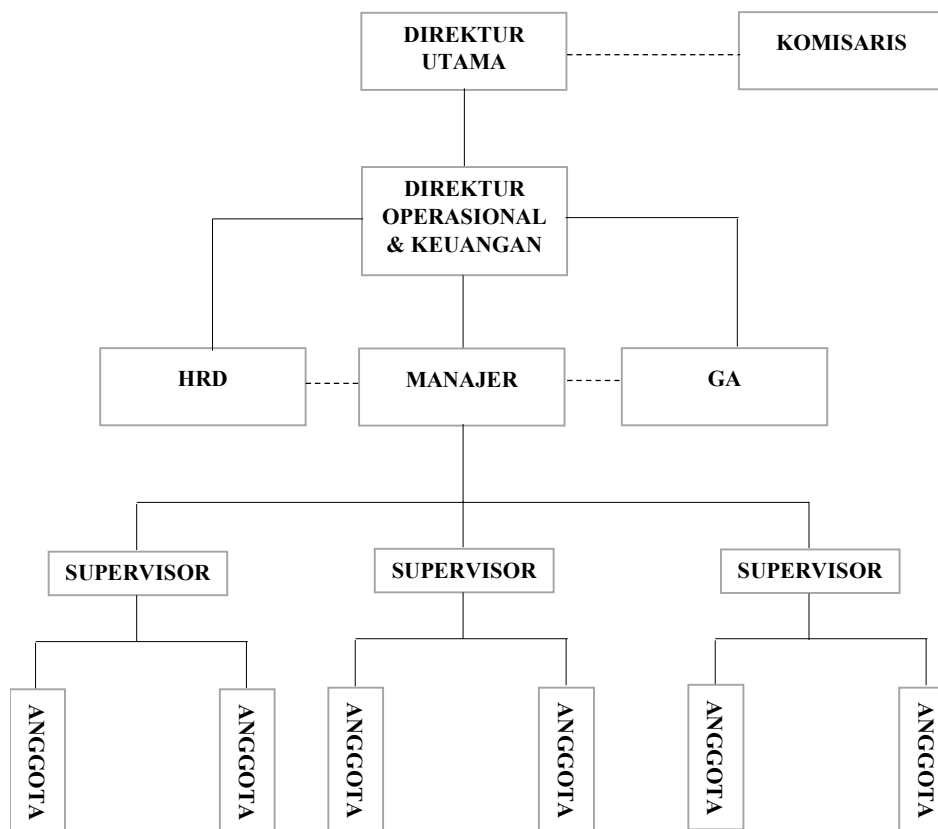 DIREKTUR
UTAMA
KOMISARIS
DIREKTUR
OPERASIONAL
& KEUANGAN
HRD
MANAJER
GA
SUPERVISOR
SUPERVISOR
SUPERVISOR
ANGGOTA
ANGGOTA
ANGGOTA
ANGGOTA
ANGGOTA
ANGGOTA